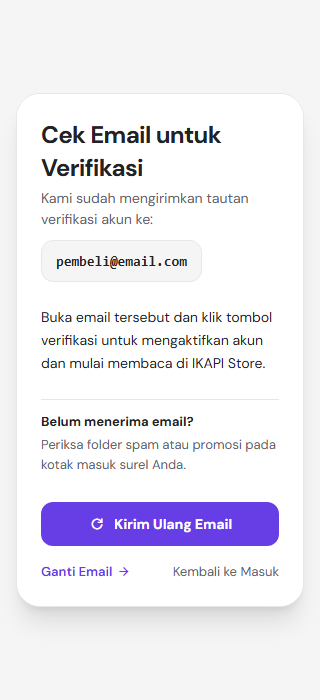 Cek Email untuk
Verifikasi
Kami sudah mengirimkan tautan
verifikasi akun ke:
pembeli@email.com
Buka email tersebut dan klik tombol
verifikasi untuk mengaktifkan akun
dan mulai membaca di IKAPI Store.
Belum menerima email?
Periksa folder spam atau promosi pada
kotak masuk surel Anda.
Kirim Ulang Email
Ganti Email →
Kembali ke Masuk